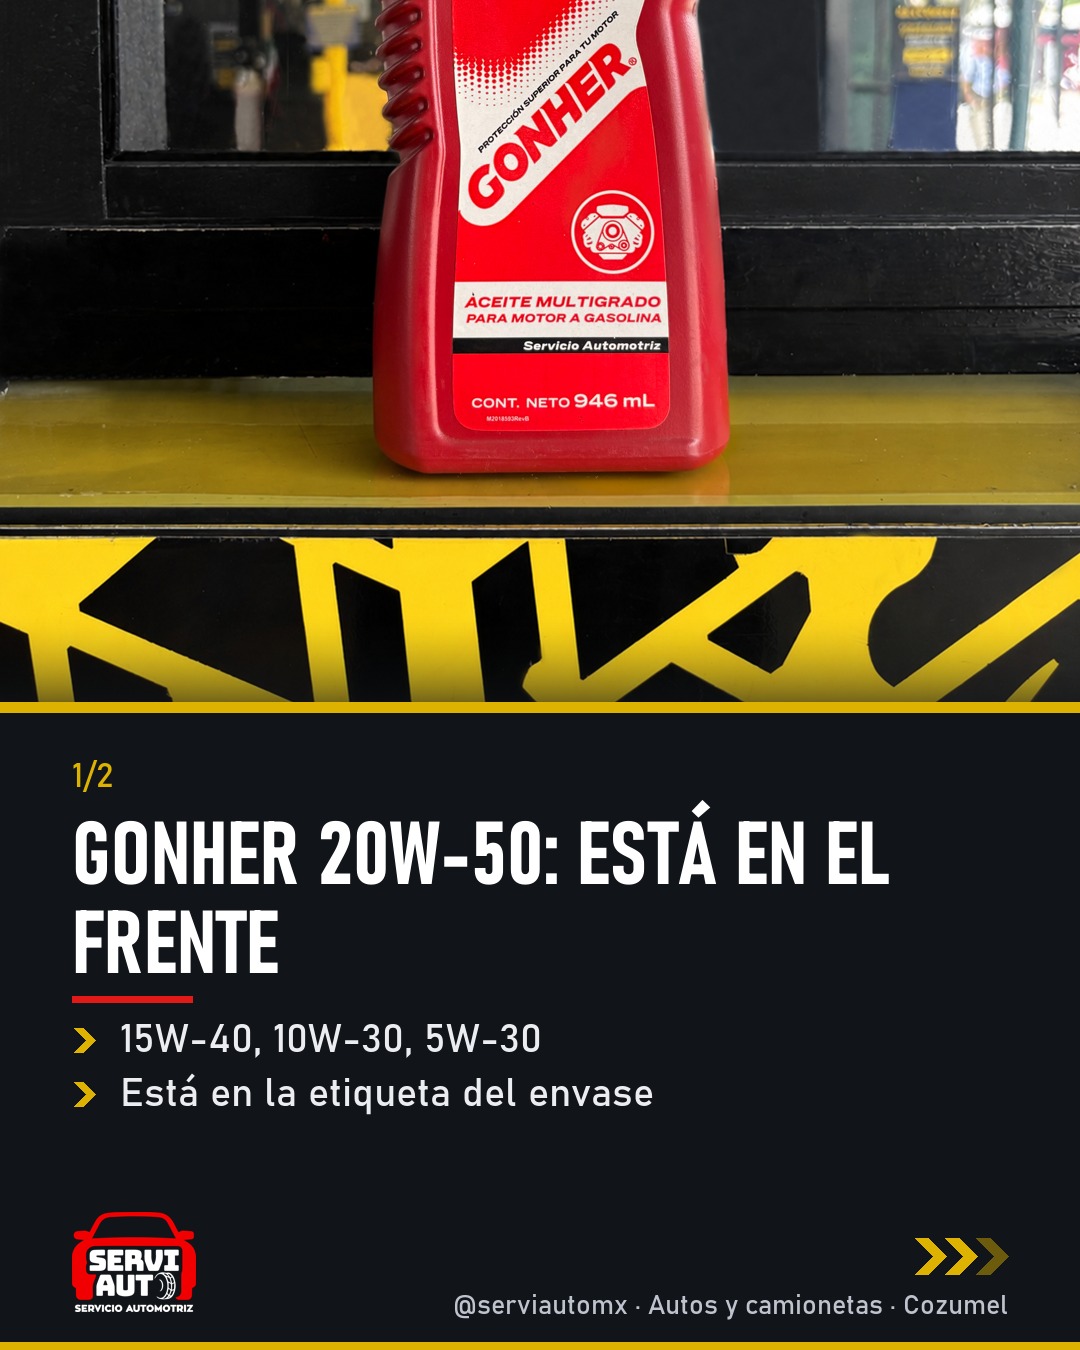 PROTECCIÓN SUPERIOR PARA TU MOTOR
GONHER®
ACEITE MULTIGRADO
PARA MOTOR A GASOLINA
Servicio Automotriz
CONT. NETO 946 mL
M2018593RevB
1/2
GONHER 20W-50: ESTÁ EN EL
FRENTE
15W-40, 10W-30, 5W-30
Está en la etiqueta del envase
SERVI
AUTO
SERVICIO AUTOMOTRIZ
@serviautomx · Autos y camionetas · Cozumel